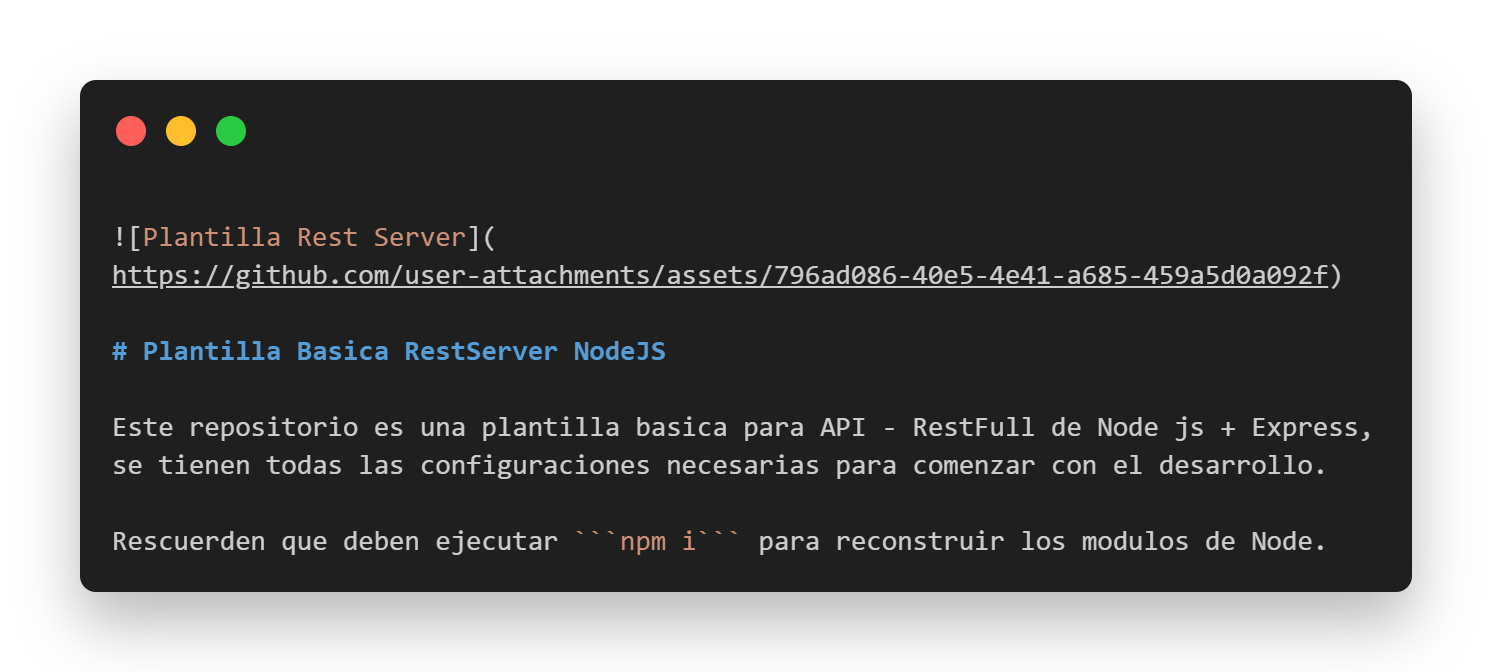 ![Plantilla Rest Server](
https://github.com/user-attachments/assets/796ad086-40e5-4e41-a685-459a5d0a092f)
# Plantilla Basica RestServer NodeJS
Este repositorio es una plantilla basica para API - RestFull de Node js + Express,
se tienen todas las configuraciones necesarias para comenzar con el desarrollo.
Rescuerden que deben ejecutar ```npm i``` para reconstruir los modulos de Node.